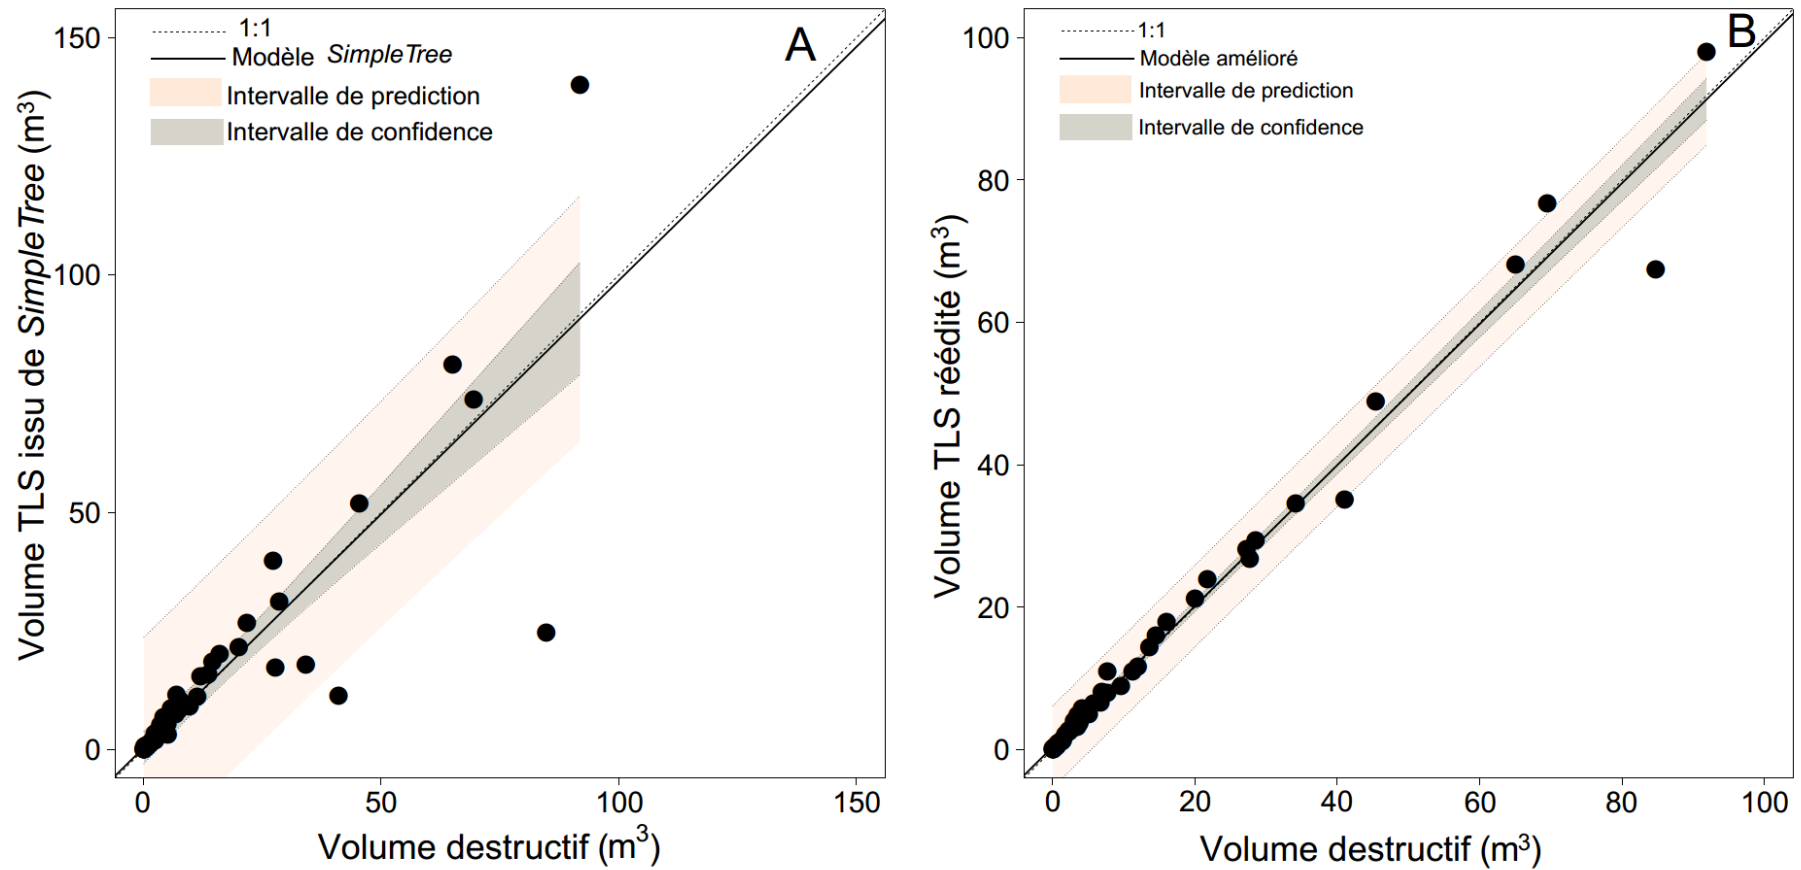 A
1:1
Modèle SimpleTree
Intervalle de prediction
Intervalle de confidence
Volume TLS issu de SimpleTree (m³)
150
100
50
0
0 50 100 150
Volume destructif (m³)
B
1:1
Modèle amélioré
Intervalle de prediction
Intervalle de confidence
Volume TLS réédité (m³)
100
80
60
40
20
0
0 20 40 60 80 100
Volume destructif (m³)